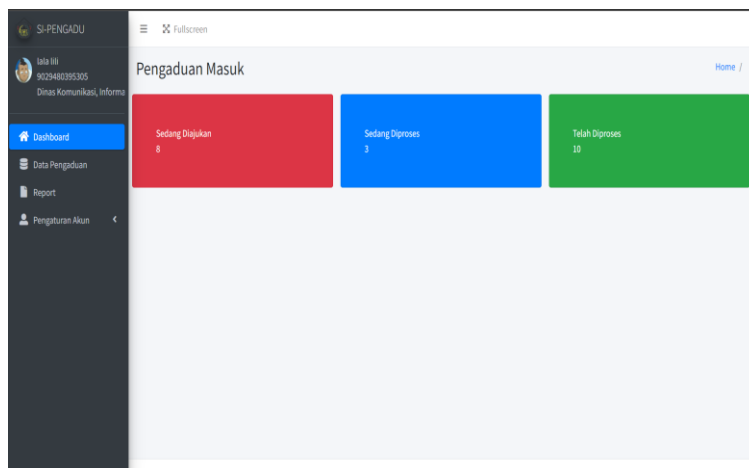 SI-PENGADU
lala lili
9029480395305
Dinas Komunikasi, Informa
Dashboard
Data Pengaduan
Report
Pengaturan Akun
Fullscreen
Pengaduan Masuk
Home /
Sedang Diajukan
8
Sedang Diproses
3
Telah Diproses
10